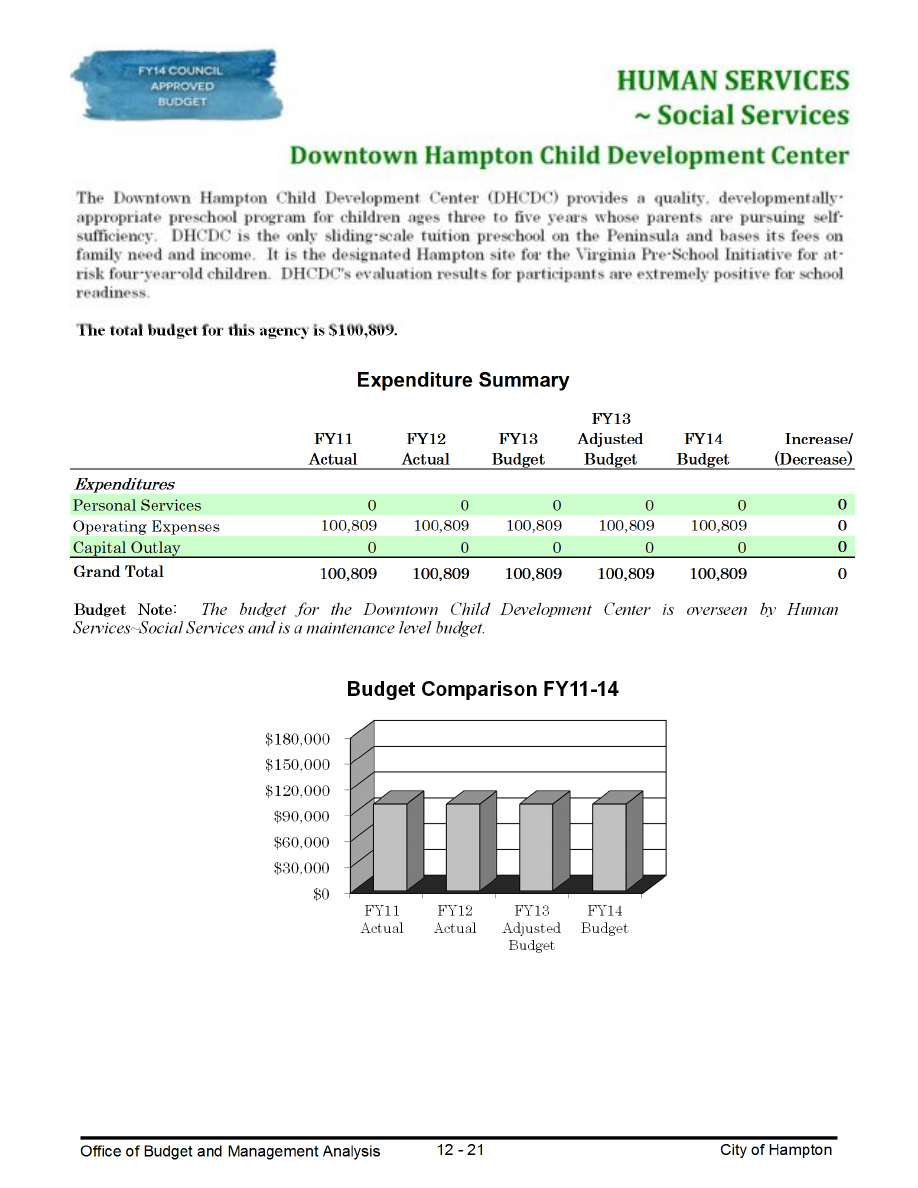 FY14 COUNCIL
APPROVED
BUDGET
HUMAN SERVICES
~ Social Services
Downtown Hampton Child Development Center
The Downtown Hampton Child Development Center (DHCDC) provides a quality, developmentally-
appropriate preschool program for children ages three to five years whose parents are pursuing self-
sufficiency. DHCDC is the only sliding-scale tuition preschool on the Peninsula and bases its fees on
family need and income. It is the designated Hampton site for the Virginia Pre-School Initiative for at-
risk four-year-old children. DHCDC's evaluation results for participants are extremely positive for school
readiness.
The total budget for this agency is $100,809.
Expenditure Summary
FY13
FY11 FY12 FY13 Adjusted FY14 Increase/
Actual Actual Budget Budget Budget (Decrease)
Expenditures
Personal Services 0 0 0 0 0 0
Operating Expenses 100,809 100,809 100,809 100,809 100,809 0
Capital Outlay 0 0 0 0 0 0
Grand Total 100,809 100,809 100,809 100,809 100,809 0
Budget Note: The budget for the Downtown Child Development Center is overseen by Human
Services~Social Services and is a maintenance level budget.
Budget Comparison FY11-14
$180,000
$150,000
$120,000
$90,000
$60,000
$30,000
$0
FY11 FY12 FY13 FY14
Actual Actual Adjusted Budget
Budget
Office of Budget and Management Analysis 12 - 21 City of Hampton